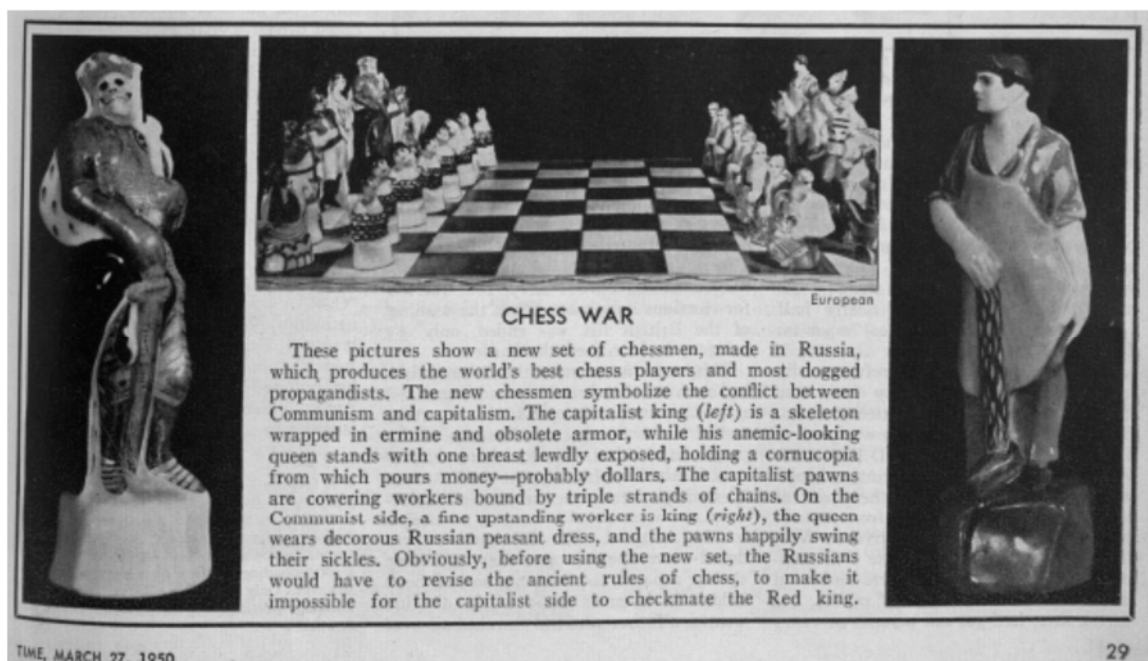 European
CHESS WAR
These pictures show a new set of chessmen, made in Russia,
which produces the world's best chess players and most dogged
propagandists. The new chessmen symbolize the conflict between
Communism and capitalism. The capitalist king (left) is a skeleton
wrapped in ermine and obsolete armor, while his anemic-looking
queen stands with one breast lewdly exposed, holding a cornucopia
from which pours money—probably dollars. The capitalist pawns
are cowering workers bound by triple strands of chains. On the
Communist side, a fine upstanding worker is king (right), the queen
wears decorous Russian peasant dress, and the pawns happily swing
their sickles. Obviously, before using the new set, the Russians
would have to revise the ancient rules of chess, to make it
impossible for the capitalist side to checkmate the Red king.
TIME, MARCH 27, 1950
29